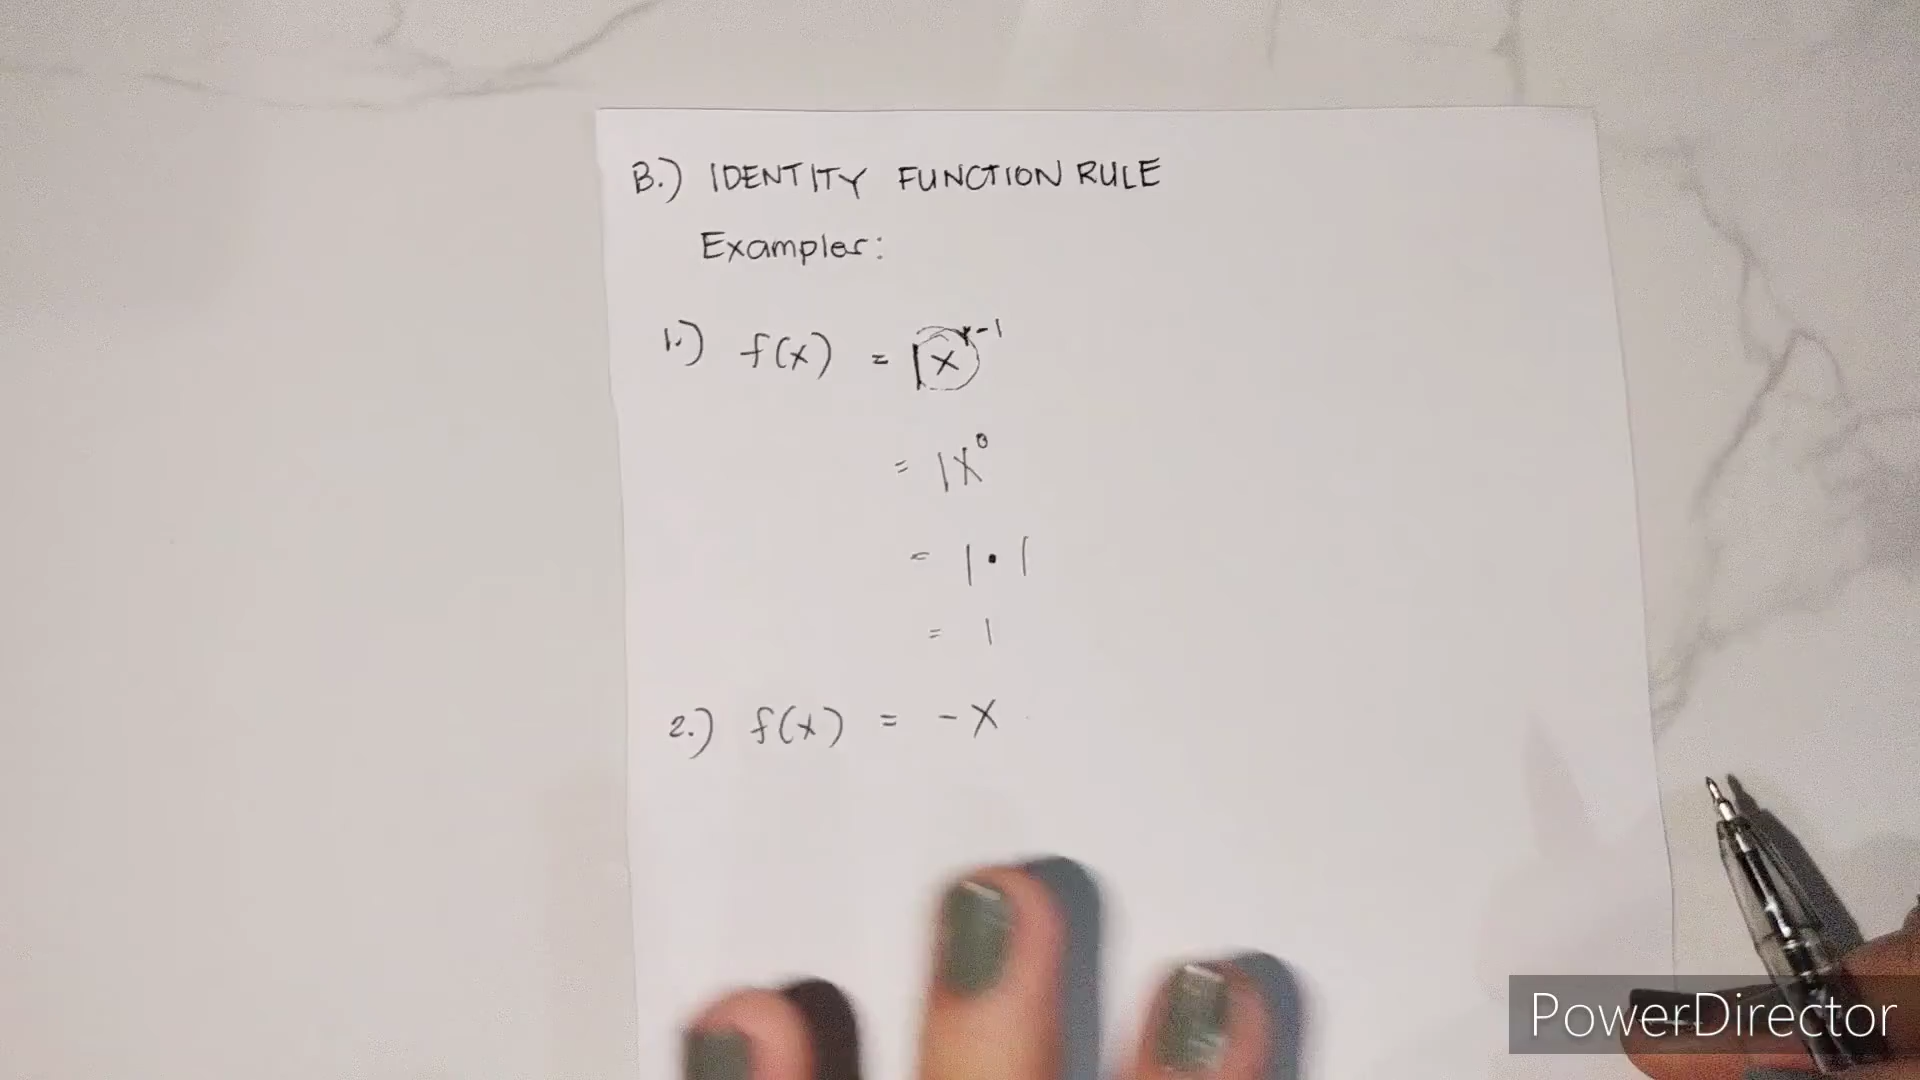 B.) IDENTITY FUNCTION RULE
Examples:
1.) f(x) = 1x^1-1
= 1x^0
= 1 • 1
= 1
2.) f(x) = -x
PowerDirector